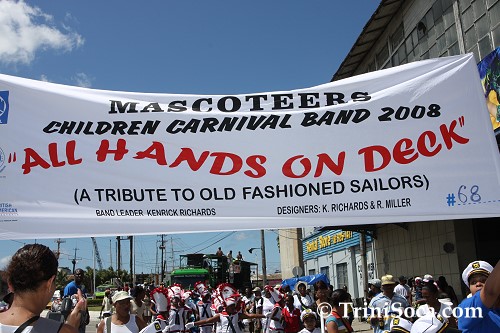 MASCOTEERS
CHILDREN CARNIVAL BAND 2008
"ALL HANDS ON DECK"
(A TRIBUTE TO OLD FASHIONED SAILORS)
BAND LEADER: KENRICK RICHARDS
DESIGNERS: K. RICHARDS & R. MILLER
#68
© TriniSoca.com